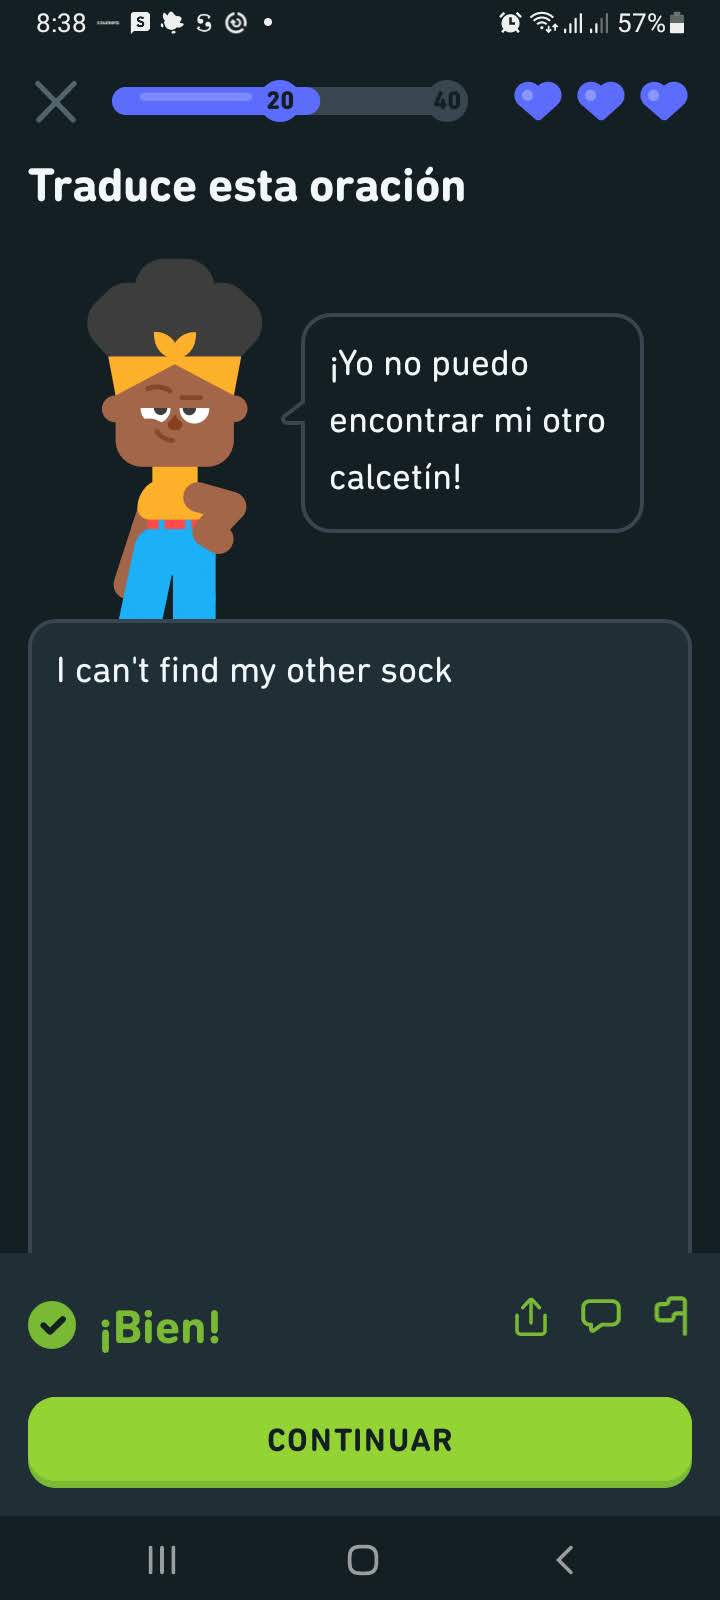 8:38 S S 57%
20 40
Traduce esta oración
¡Yo no puedo
encontrar mi otro
calcetín!
I can't find my other sock
¡Bien!
CONTINUAR